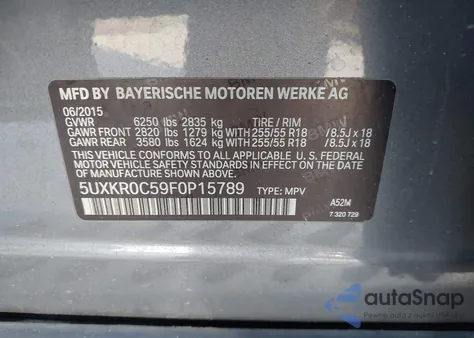 MFD BY BAYERISCHE MOTOREN WERKE AG
06/2015
GVWR 6250 lbs 2835 kg TIRE / RIM
GAWR FRONT 2820 lbs 1279 kg WITH 255/55 R18 /8.5J x 18
GAWR REAR 3580 lbs 1624 kg WITH 255/55 R18 /8.5J x 18
THIS VEHICLE CONFORMS TO ALL APPLICABLE U. S. FEDERAL
MOTOR VEHICLE SAFETY STANDARDS IN EFFECT ON THE DATE
OF MANUFACTURE SHOWN ABOVE.
5UXKR0C59F0P15789 TYPE: MPV
A52M
7 320 729
autaSnap
Pewne auto z USA